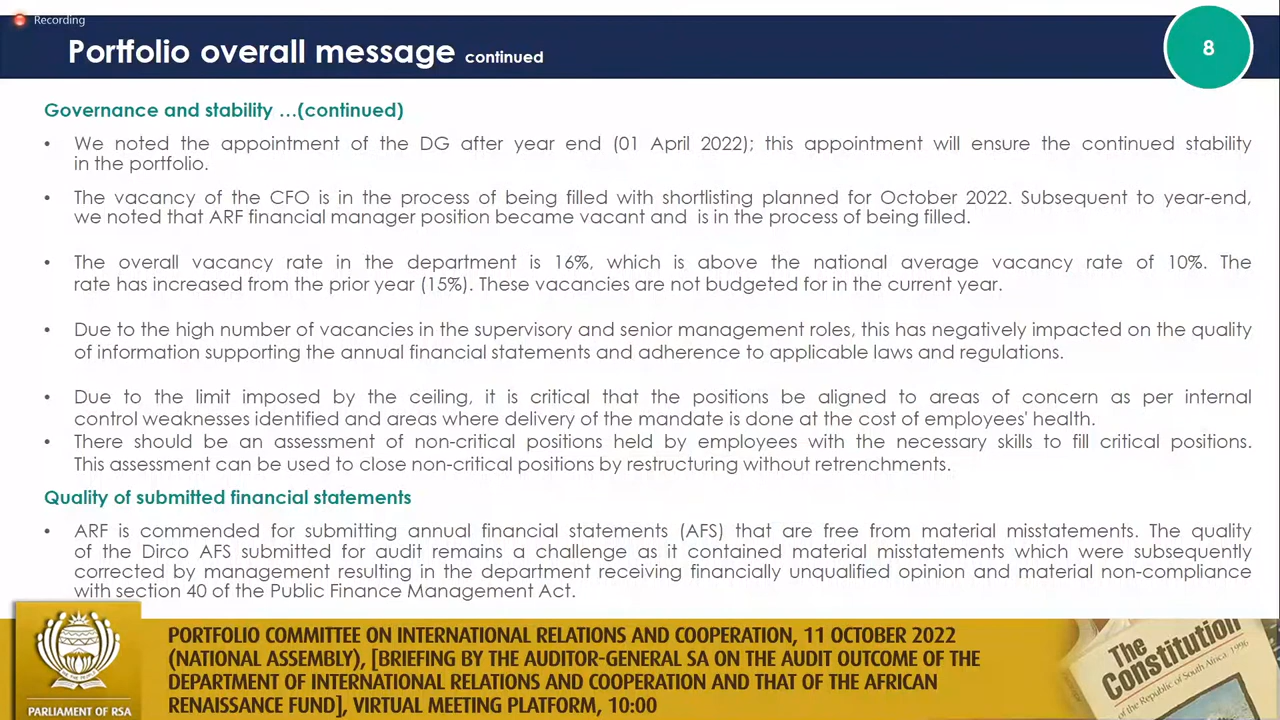 Recording
Portfolio overall message continued
8
Governance and stability …(continued)
• We noted the appointment of the DG after year end (01 April 2022); this appointment will ensure the continued stability
in the portfolio.
• The vacancy of the CFO is in the process of being filled with shortlisting planned for October 2022. Subsequent to year-end,
we noted that ARF financial manager position became vacant and is in the process of being filled.
• The overall vacancy rate in the department is 16%, which is above the national average vacancy rate of 10%. The
rate has increased from the prior year (15%). These vacancies are not budgeted for in the current year.
• Due to the high number of vacancies in the supervisory and senior management roles, this has negatively impacted on the quality
of information supporting the annual financial statements and adherence to applicable laws and regulations.
• Due to the limit imposed by the ceiling, it is critical that the positions be aligned to areas of concern as per internal
control weaknesses identified and areas where delivery of the mandate is done at the cost of employees' health.
• There should be an assessment of non-critical positions held by employees with the necessary skills to fill critical positions.
This assessment can be used to close non-critical positions by restructuring without retrenchments.
Quality of submitted financial statements
• ARF is commended for submitting annual financial statements (AFS) that are free from material misstatements. The quality
of the Dirco AFS submitted for audit remains a challenge as it contained material misstatements which were subsequently
corrected by management resulting in the department receiving financially unqualified opinion and material non-compliance
with section 40 of the Public Finance Management Act.
PORTFOLIO COMMITTEE ON INTERNATIONAL RELATIONS AND COOPERATION, 11 OCTOBER 2022
(NATIONAL ASSEMBLY), [BRIEFING BY THE AUDITOR-GENERAL SA ON THE AUDIT OUTCOME OF THE
DEPARTMENT OF INTERNATIONAL RELATIONS AND COOPERATION AND THAT OF THE AFRICAN
RENAISSANCE FUND], VIRTUAL MEETING PLATFORM, 10:00
PARLIAMENT OF RSA
The
Constitution
of the Republic of South Africa, 1996